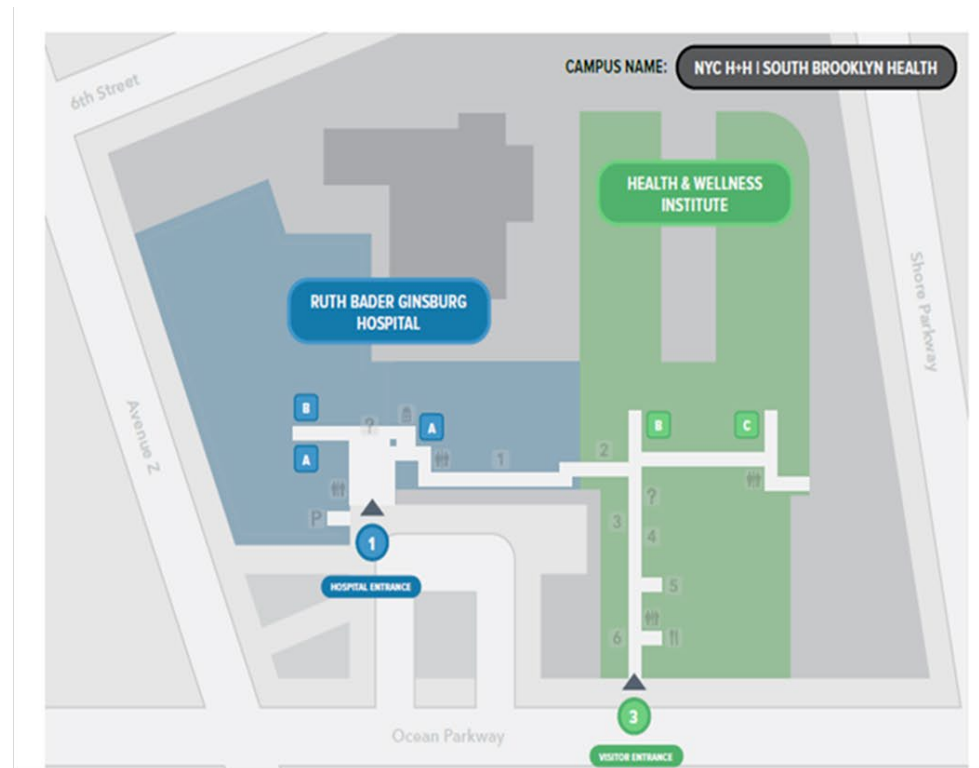 6th Street
CAMPUS NAME:
NYC H+H | SOUTH BROOKLYN HEALTH
HEALTH & WELLNESS
INSTITUTE
Shore Parkway
RUTH BADER GINSBURG
HOSPITAL
Avenue Z
B
?
A
B
C
A
1
2
?
P
3
4
1
5
HOSPITAL ENTRANCE
6
3
Ocean Parkway
VISITOR ENTRANCE